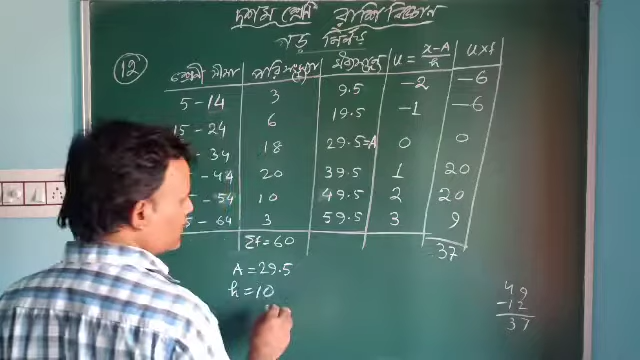 দশম শ্রেণি রাশিবিজ্ঞান
গড় নির্ণয়
12 শ্রেণী সীমা পরিসংখ্যা মধ্যমূল্য u = x-A/h uxf
5 - 14 3 9.5 -2 -6
15 - 24 6 19.5 -1 -6
- 34 18 29.5=A 0 0
- 44 20 39.5 1 20
- 54 10 49.5 2 20
- 64 3 59.5 3 9
Σf = 60 37
A = 29.5
h = 10
49
-12
37